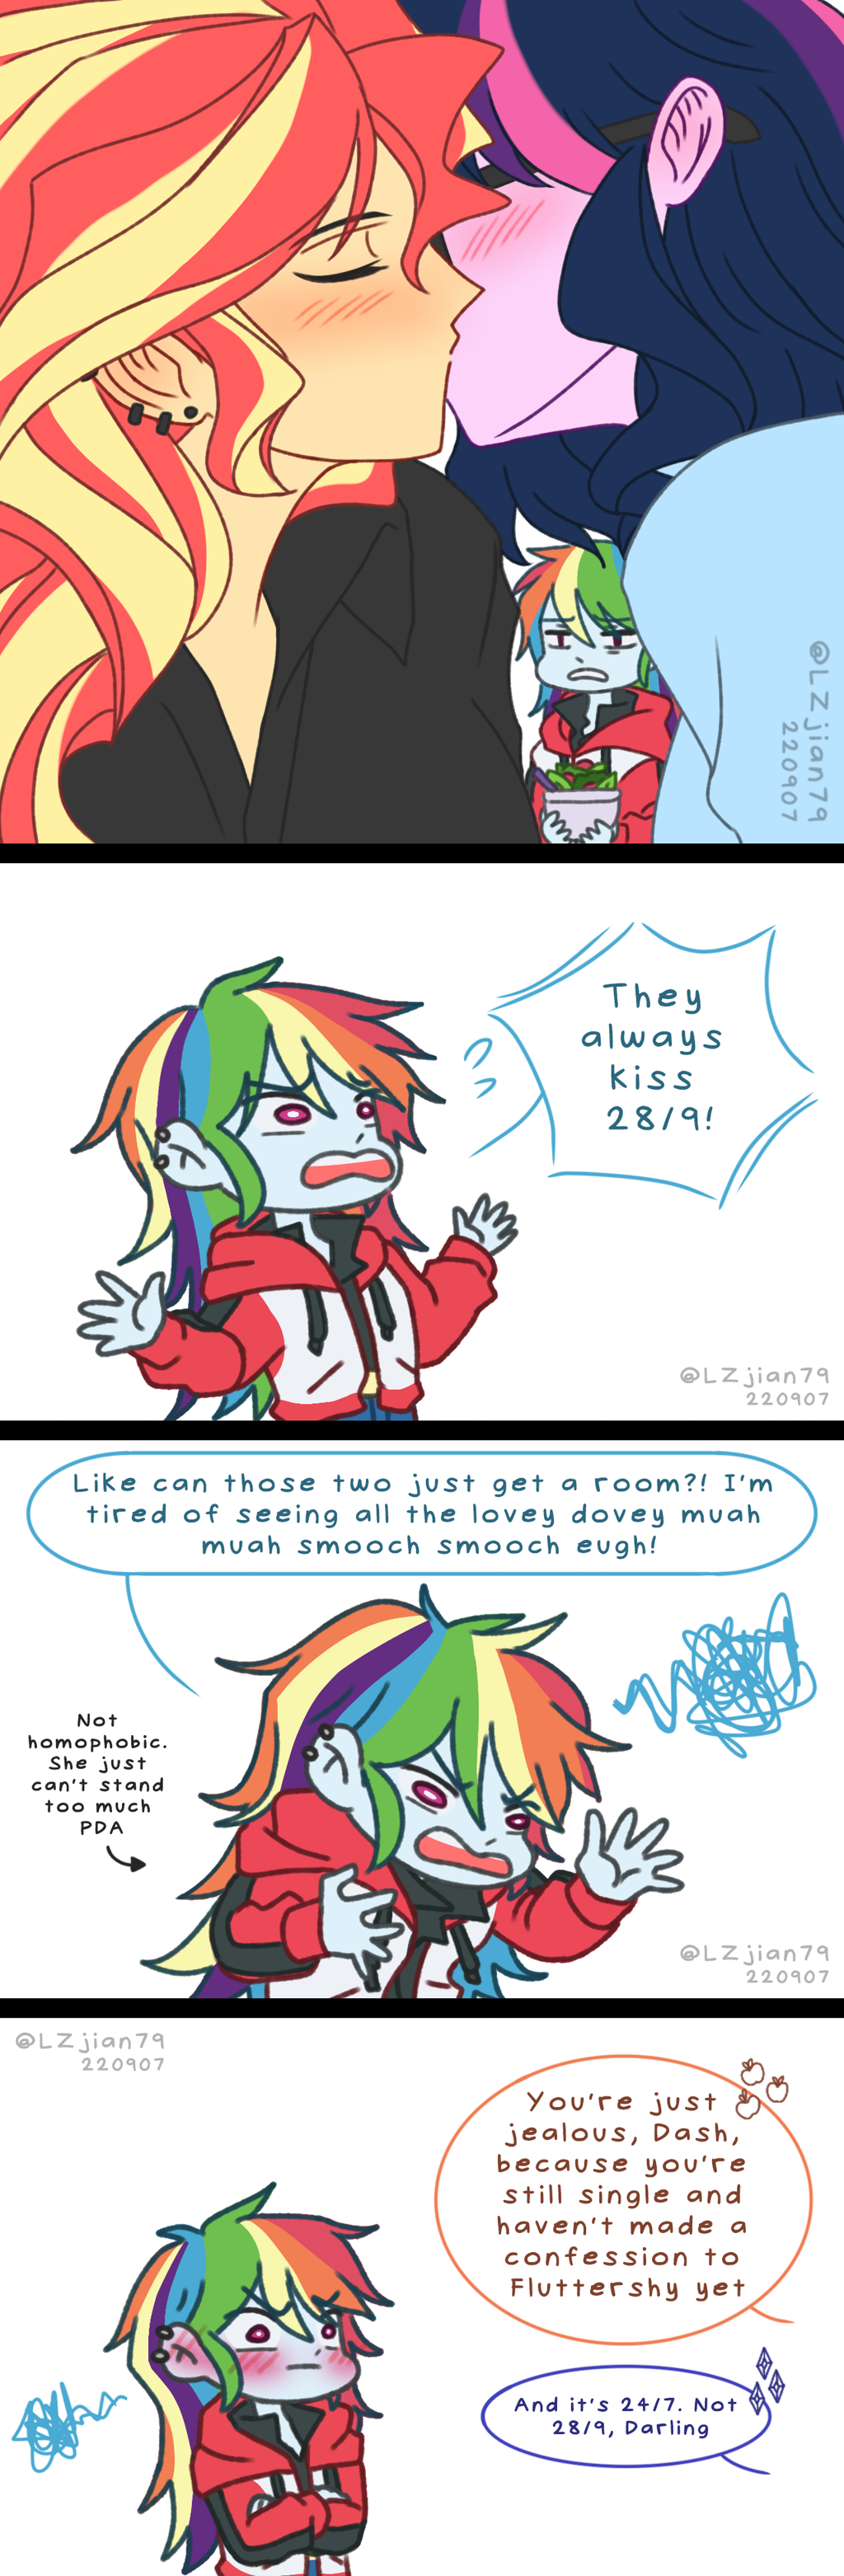 @LZjian79
220907
They
always
kiss
28/9!
@LZjian79
220907
Like can those two just get a room?! I'm
tired of seeing all the lovey dovey muah
muah smooch smooch eugh!
Not
homophobic.
She just
can't stand
too much
PDA
@LZjian79
220907
@LZjian79
220907
You're just
jealous, Dash,
because you're
still single and
haven't made a
confession to
Fluttershy yet
And it's 24/7. Not
28/9, Darling